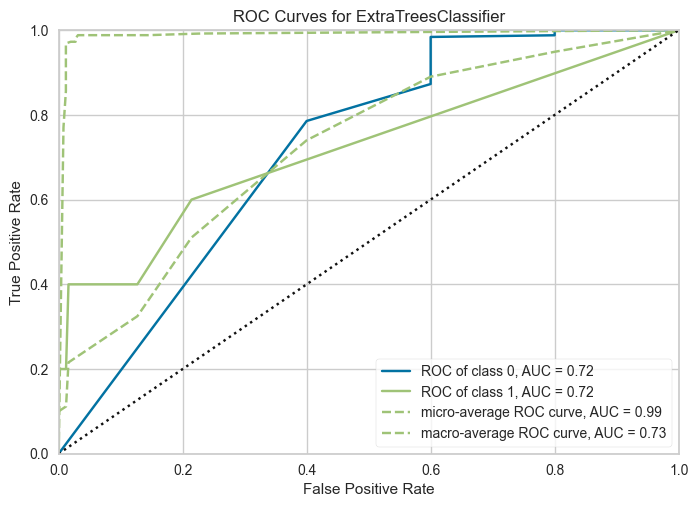 ROC Curves for ExtraTreesClassifier
1.0
0.8
0.6
0.4
0.2
0.0
True Positive Rate
0.0 0.2 0.4 0.6 0.8 1.0
False Positive Rate
ROC of class 0, AUC = 0.72
ROC of class 1, AUC = 0.72
micro-average ROC curve, AUC = 0.99
macro-average ROC curve, AUC = 0.73